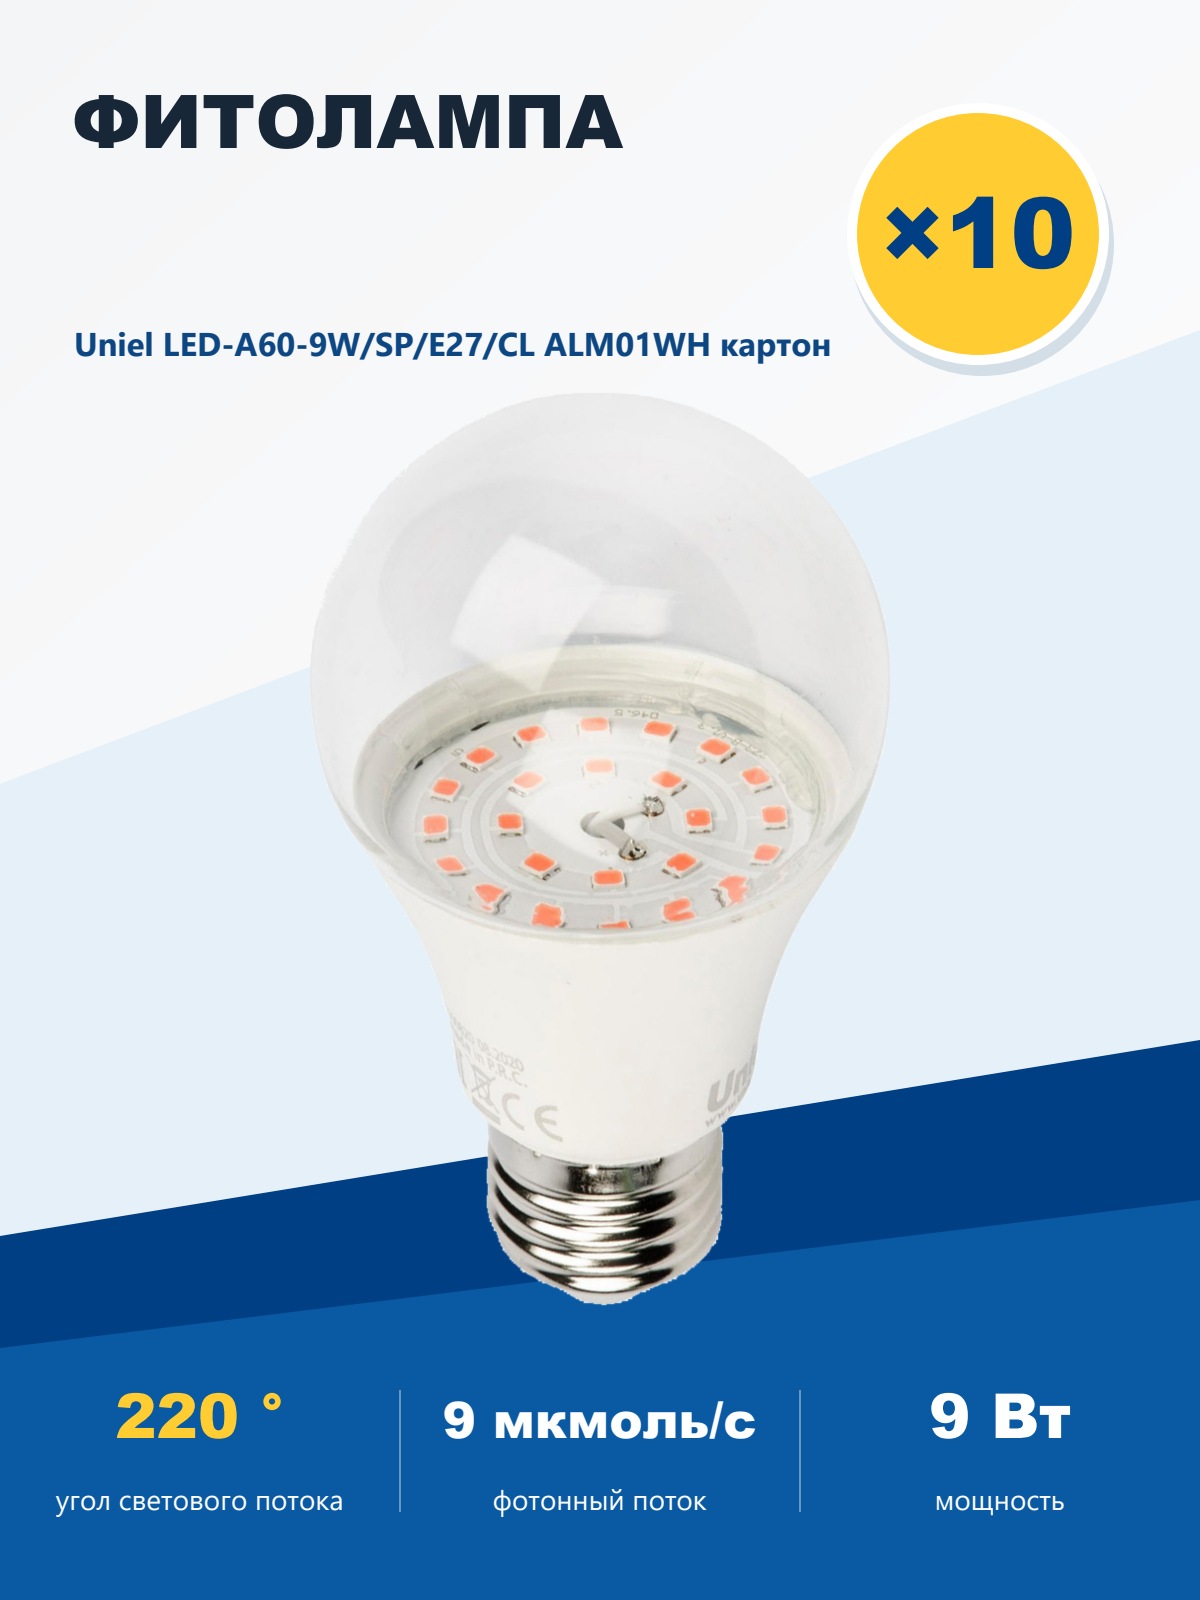 ФИТОЛАМПА
×10
Uniel LED-A60-9W/SP/E27/CL ALM01WH картон
220 °
угол светового потока
9 мкмоль/с
фотонный поток
9 Вт
мощность